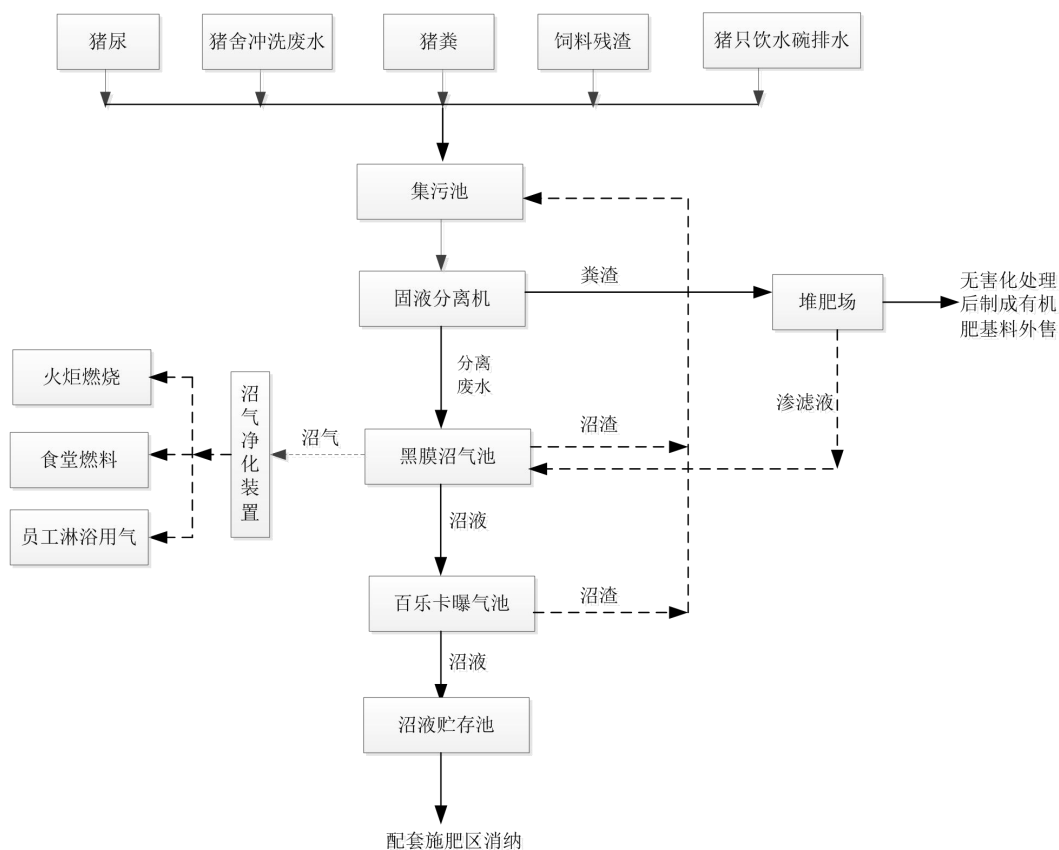 猪尿
猪舍冲洗废水
猪粪
饲料残渣
猪只饮水碗排水
集污池
固液分离机
粪渣
堆肥场
无害化处理
后制成有机
肥基料外售
分离
废水
渗滤液
火炬燃烧
食堂燃料
员工淋浴用气
沼气净化装置
沼气
黑膜沼气池
沼渣
沼液
百乐卡曝气池
沼渣
沼液
沼液贮存池
配套施肥区消纳